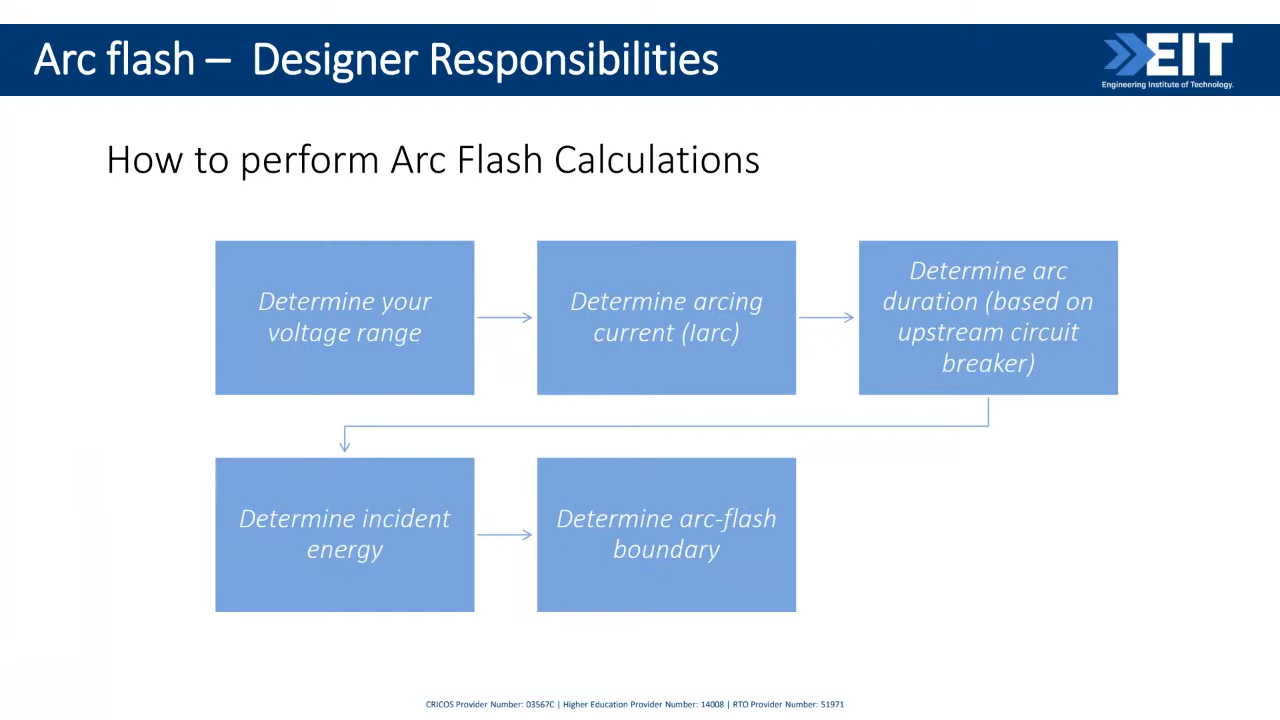 Arc flash – Designer Responsibilities
EIT
Engineering Institute of Technology.
How to perform Arc Flash Calculations
Determine your
voltage range
Determine arcing
current (Iarc)
Determine arc
duration (based on
upstream circuit
breaker)
Determine incident
energy
Determine arc-flash
boundary
CRICOS Provider Number: 03567C | Higher Education Provider Number: 14008 | RTO Provider Number: 51971